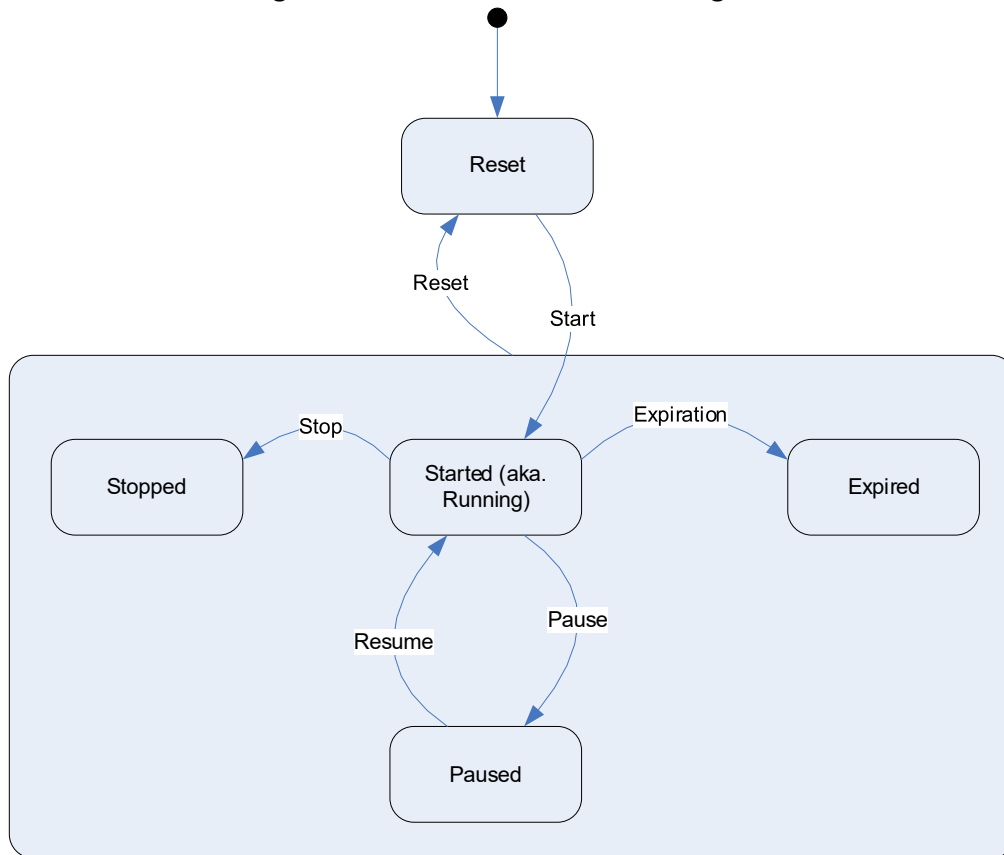 Reset
Reset
Start
Stop
Expiration
Stopped
Started (aka.
Running)
Expired
Pause
Resume
Paused